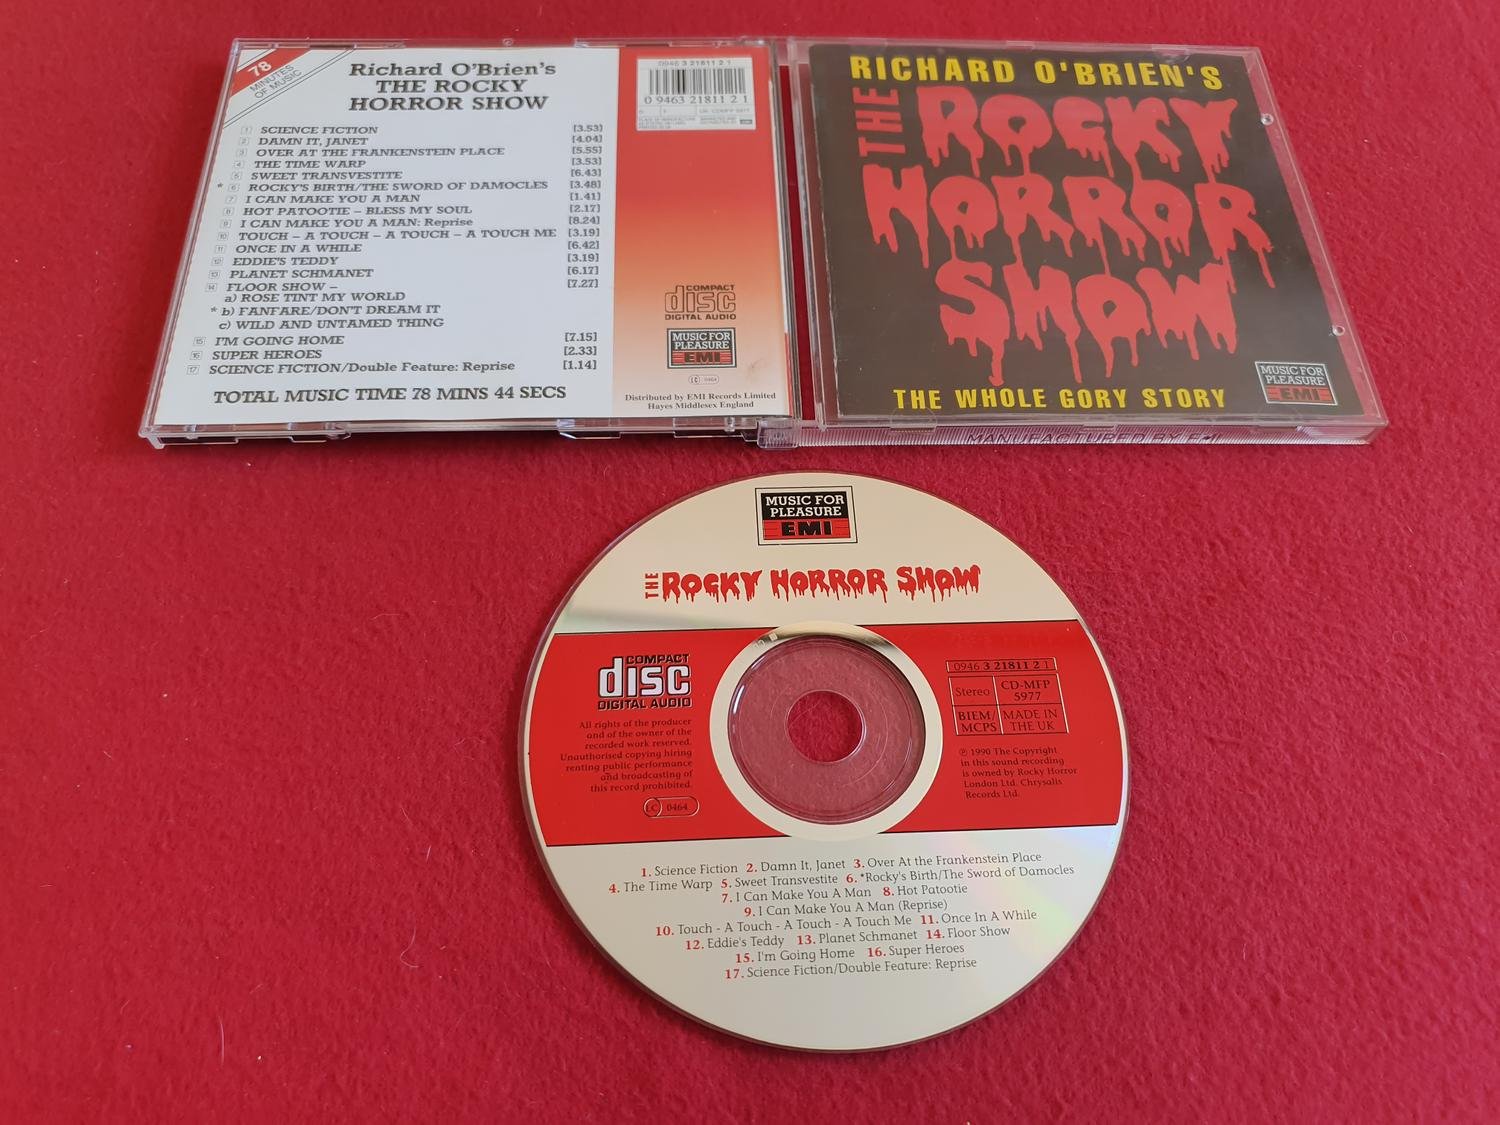 78
MINUTES
OF MUSIC
Richard O'Brien's
THE ROCKY
HORROR SHOW
1 SCIENCE FICTION [3.53]
2 DAMN IT, JANET [4.04]
3 OVER AT THE FRANKENSTEIN PLACE [5.55]
4 THE TIME WARP [3.53]
5 SWEET TRANSVESTITE [6.43]
* 6 ROCKY'S BIRTH/THE SWORD OF DAMOCLES [3.48]
7 I CAN MAKE YOU A MAN [1.41]
8 HOT PATOOTIE – BLESS MY SOUL [2.17]
9 I CAN MAKE YOU A MAN: Reprise [8.24]
10 TOUCH – A TOUCH – A TOUCH – A TOUCH ME [3.19]
11 ONCE IN A WHILE [6.42]
12 EDDIE'S TEDDY [3.19]
13 PLANET SCHMANET [6.17]
14 FLOOR SHOW – [7.27]
a) ROSE TINT MY WORLD
* b) FANFARE/DON'T DREAM IT
c) WILD AND UNTAMED THING
15 I'M GOING HOME [7.15]
16 SUPER HEROES [2.33]
17 SCIENCE FICTION/Double Feature: Reprise [1.14]
TOTAL MUSIC TIME 78 MINS 44 SECS
0946 3 21811 2 1
0 9463 21811 2 1
COMPACT
disc
DIGITAL AUDIO
MUSIC FOR
PLEASURE
EMI
LC 0464
Distributed by EMI Records Limited
Hayes Middlesex England
RICHARD O'BRIEN'S
THE ROCKY
HORROR
SHOW
THE WHOLE GORY STORY
MUSIC FOR
PLEASURE
EMI
MANUFACTURED BY EMI
MUSIC FOR
PLEASURE
EMI
THE ROCKY HORROR SHOW
COMPACT
disc
DIGITAL AUDIO
All rights of the producer
and of the owner of the
recorded work reserved.
Unauthorised copying hiring
renting public performance
and broadcasting of
this record prohibited.
LC 0464
0946 3 21811 2 1
Stereo CD-MFP
5977
BIEM/ MADE IN
MCPS THE UK
℗ 1990 The Copyright
in this sound recording
is owned by Rocky Horror
London Ltd. Chrysalis
Records Ltd.
1. Science Fiction 2. Damn It, Janet 3. Over At the Frankenstein Place
4. The Time Warp 5. Sweet Transvestite 6. *Rocky's Birth/The Sword of Damocles
7. I Can Make You A Man 8. Hot Patootie
9. I Can Make You A Man (Reprise)
10. Touch - A Touch - A Touch - A Touch Me 11. Once In A While
12. Eddie's Teddy 13. Planet Schmanet 14. Floor Show
15. I'm Going Home 16. Super Heroes
17. Science Fiction/Double Feature: Reprise